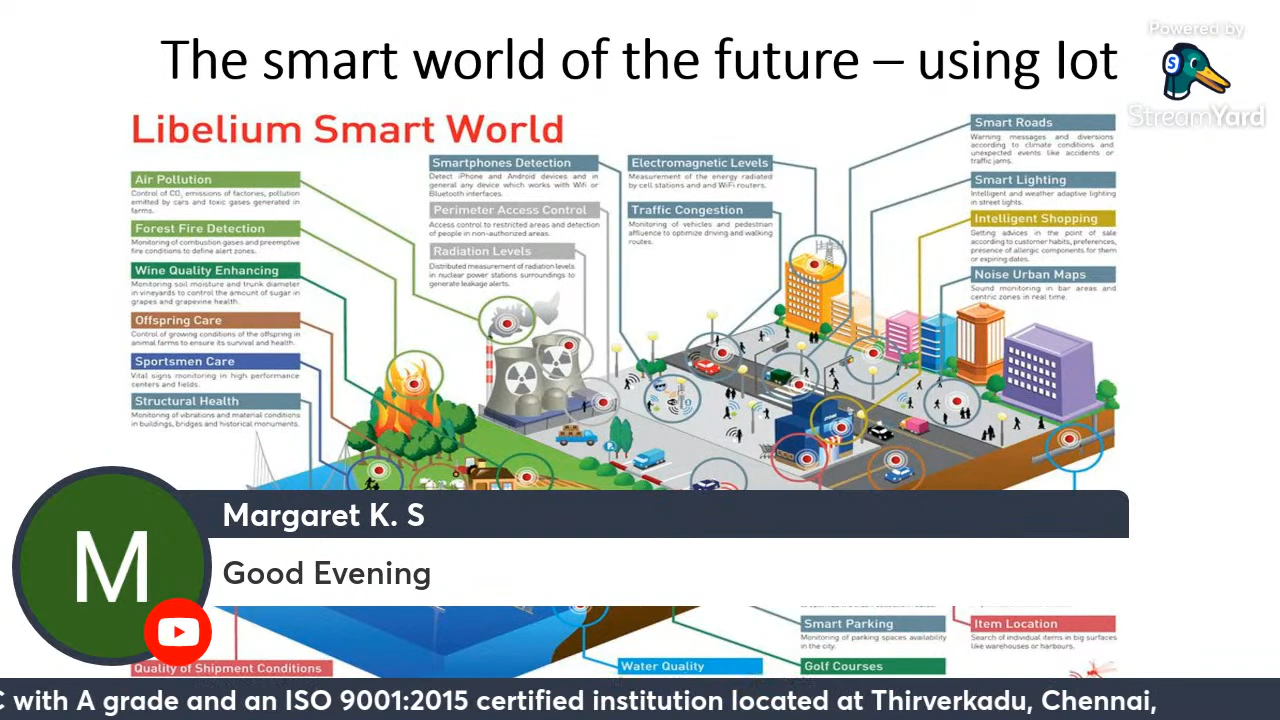 Powered by
The smart world of the future – using Iot
StreamYard
Libelium Smart World
Air Pollution
Control of CO₂ emissions of factories, pollution
emitted by cars and toxic gases generated in
farms.
Forest Fire Detection
Monitoring of combustion gases and preemptive
fire conditions to define alert zones.
Wine Quality Enhancing
Monitoring soil moisture and trunk diameter
in vineyards to control the amount of sugar in
grapes and grapevine health.
Offspring Care
Control of growing conditions of the offspring in
animal farms to ensure its survival and health.
Sportsmen Care
Vital signs monitoring in high performance
centers and fields.
Structural Health
Monitoring of vibrations and material conditions
in buildings, bridges and historical monuments.
Smartphones Detection
Detect iPhone and Android devices and in
general any device which works with Wifi or
Bluetooth interfaces.
Perimeter Access Control
Access control to restricted areas and detection
of people in non-authorized areas.
Radiation Levels
Distributed measurement of radiation levels
in nuclear power stations surroundings to
generate leakage alerts.
Electromagnetic Levels
Measurement of the energy radiated
by cell stations and and WiFi routers.
Traffic Congestion
Monitoring of vehicles and pedestrian
affluence to optimize driving and walking
routes.
Smart Roads
Warning messages and diversions
according to climate conditions and
unexpected events like accidents or
traffic jams.
Smart Lighting
Intelligent and weather adaptive lighting
in street lights.
Intelligent Shopping
Getting advices in the point of sale
according to customer habits, preferences,
presence of allergic components for them
or expiring dates.
Noise Urban Maps
Sound monitoring in bar areas and
centric zones in real time.
Margaret K. S
M
Good Evening
Smart Parking
Monitoring of parking spaces availability
in the city.
Item Location
Search of individual items in big surfaces
like warehouses or harbours.
Quality of Shipment Conditions
Water Quality
Golf Courses
C with A grade and an ISO 9001:2015 certified institution located at Thirverkadu, Chennai,